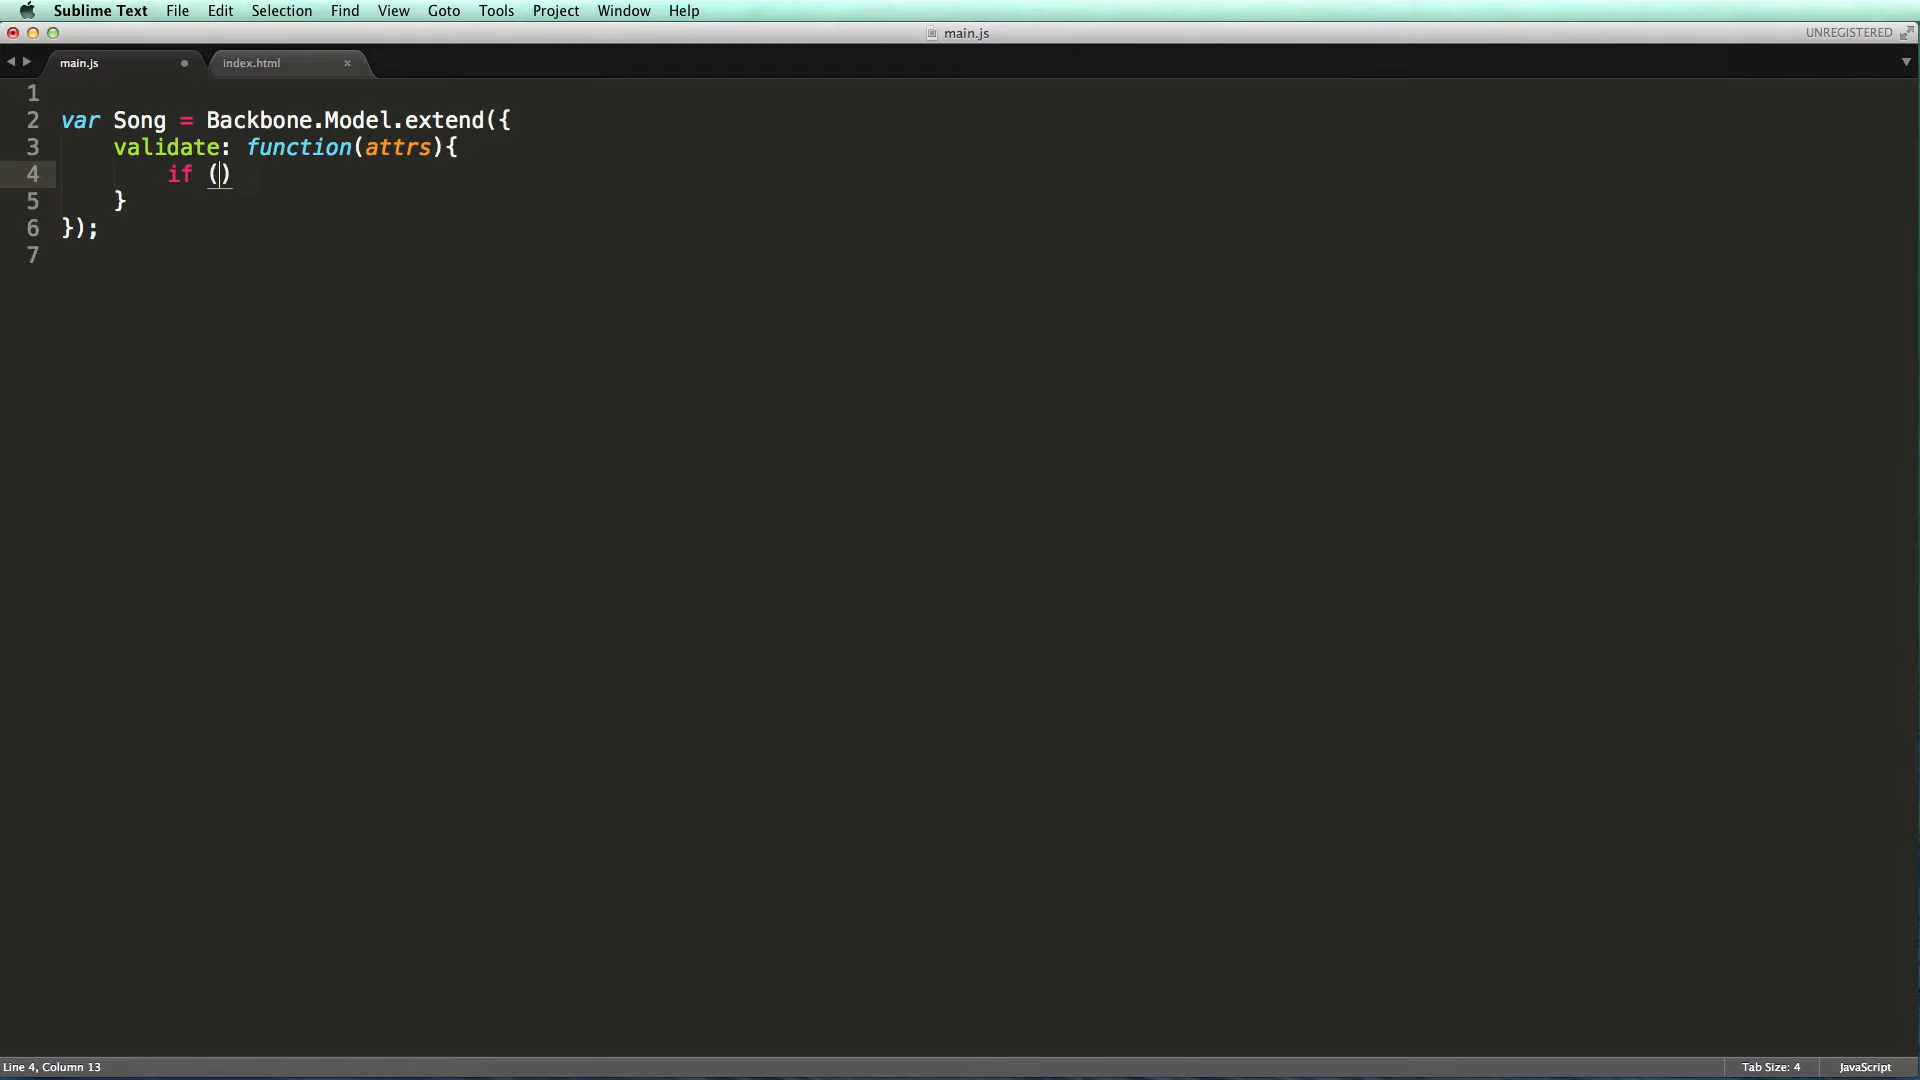 Sublime Text File Edit Selection Find View Goto Tools Project Window Help
main.js UNREGISTERED
main.js index.html
1
2 var Song = Backbone.Model.extend({
3 validate: function(attrs){
4 if ()
5 }
6 });
7
Line 4, Column 13 Tab Size: 4 JavaScript